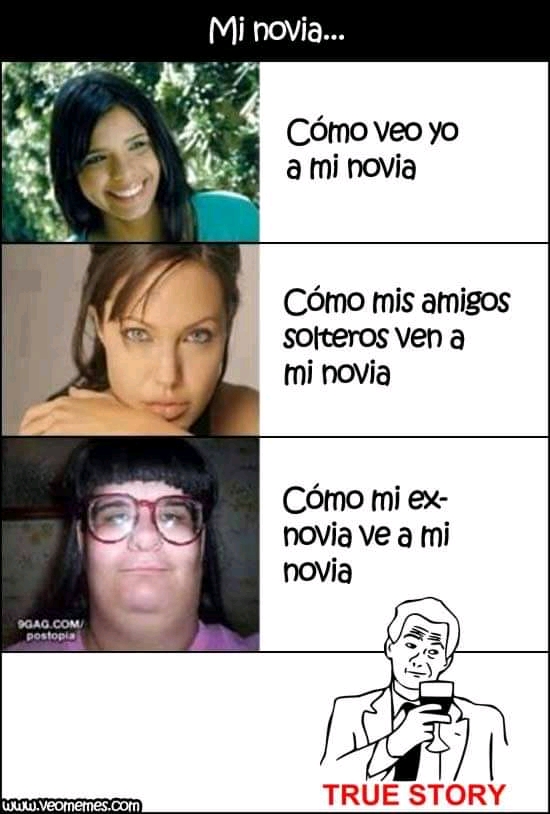 Mi novia...
Cómo veo yo
a mi novia
Cómo mis amigos
solteros ven a
mi novia
Cómo mi ex-
novia ve a mi
novia
9GAG.COM/
postopia
TRUE STORY
www.veomemes.com